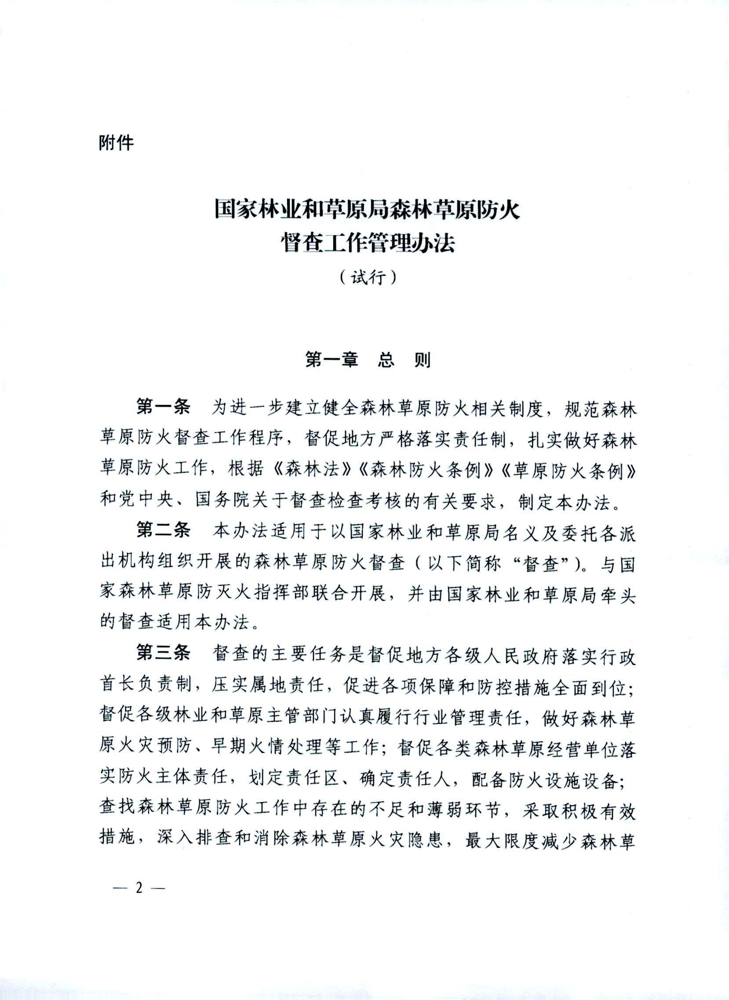 附件
国家林业和草原局森林草原防火
督查工作管理办法
（试行）
第一章 总 则
第一条 为进一步建立健全森林草原防火相关制度，规范森林
草原防火督查工作程序，督促地方严格落实责任制，扎实做好森林
草原防火工作，根据《森林法》《森林防火条例》《草原防火条例》
和党中央、国务院关于督查检查考核的有关要求，制定本办法。
第二条 本办法适用于以国家林业和草原局名义及委托各派
出机构组织开展的森林草原防火督查（以下简称“督查”）。与国
家森林草原防灭火指挥部联合开展，并由国家林业和草原局牵头
的督查适用本办法。
第三条 督查的主要任务是督促地方各级人民政府落实行政
首长负责制，压实属地责任，促进各项保障和防控措施全面到位；
督促各级林业和草原主管部门认真履行行业管理责任，做好森林草
原火灾预防、早期火情处理等工作；督促各类森林草原经营单位落
实防火主体责任，划定责任区、确定责任人，配备防火设施设备；
查找森林草原防火工作中存在的不足和薄弱环节，采取积极有效
措施，深入排查和消除森林草原火灾隐患，最大限度减少森林草
— 2 —